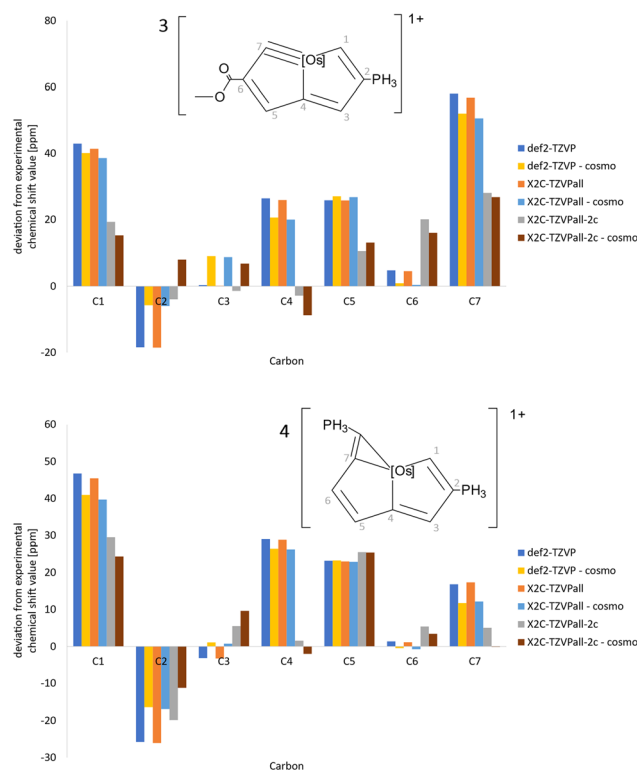 80
60
40
20
0
-20
deviation from experimental
chemical shift value [ppm]
3
1+
7
[Os]
1
2
PH3
O
O
6
5
4
3
C1 C2 C3 C4 C5 C6 C7
Carbon
def2-TZVP
def2-TZVP - cosmo
X2C-TZVPall
X2C-TZVPall - cosmo
X2C-TZVPall-2c
X2C-TZVPall-2c - cosmo
60
50
40
30
20
10
0
-10
-20
-30
deviation from experimental
chemical shift value [ppm]
4
1+
PH3
7
[Os]
1
2
PH3
6
5
4
3
C1 C2 C3 C4 C5 C6 C7
Carbon
def2-TZVP
def2-TZVP - cosmo
X2C-TZVPall
X2C-TZVPall - cosmo
X2C-TZVPall-2c
X2C-TZVPall-2c - cosmo